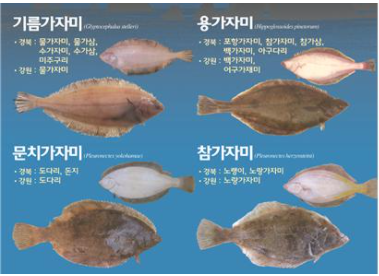 기름가자미 (Glyptocephalus stelleri)
• 경북 : 물가자미, 물가삼,
수가자미, 수가삼,
미주구리
• 강원 : 물가자미
용가자미 (Hippoglossoides pinetorum)
• 경북 : 포항가자미, 참가자미, 참가삼,
백가자미, 아구다리
• 강원 : 백가자미,
어구가재미
문치가자미 (Pleuronectes yokohamae)
• 경북 : 도다리, 돈지
• 강원 : 도다리
참가자미 (Pleuronectes herzensteini)
• 경북 : 노랭이, 노랑가자미
• 강원 : 노랑가자미